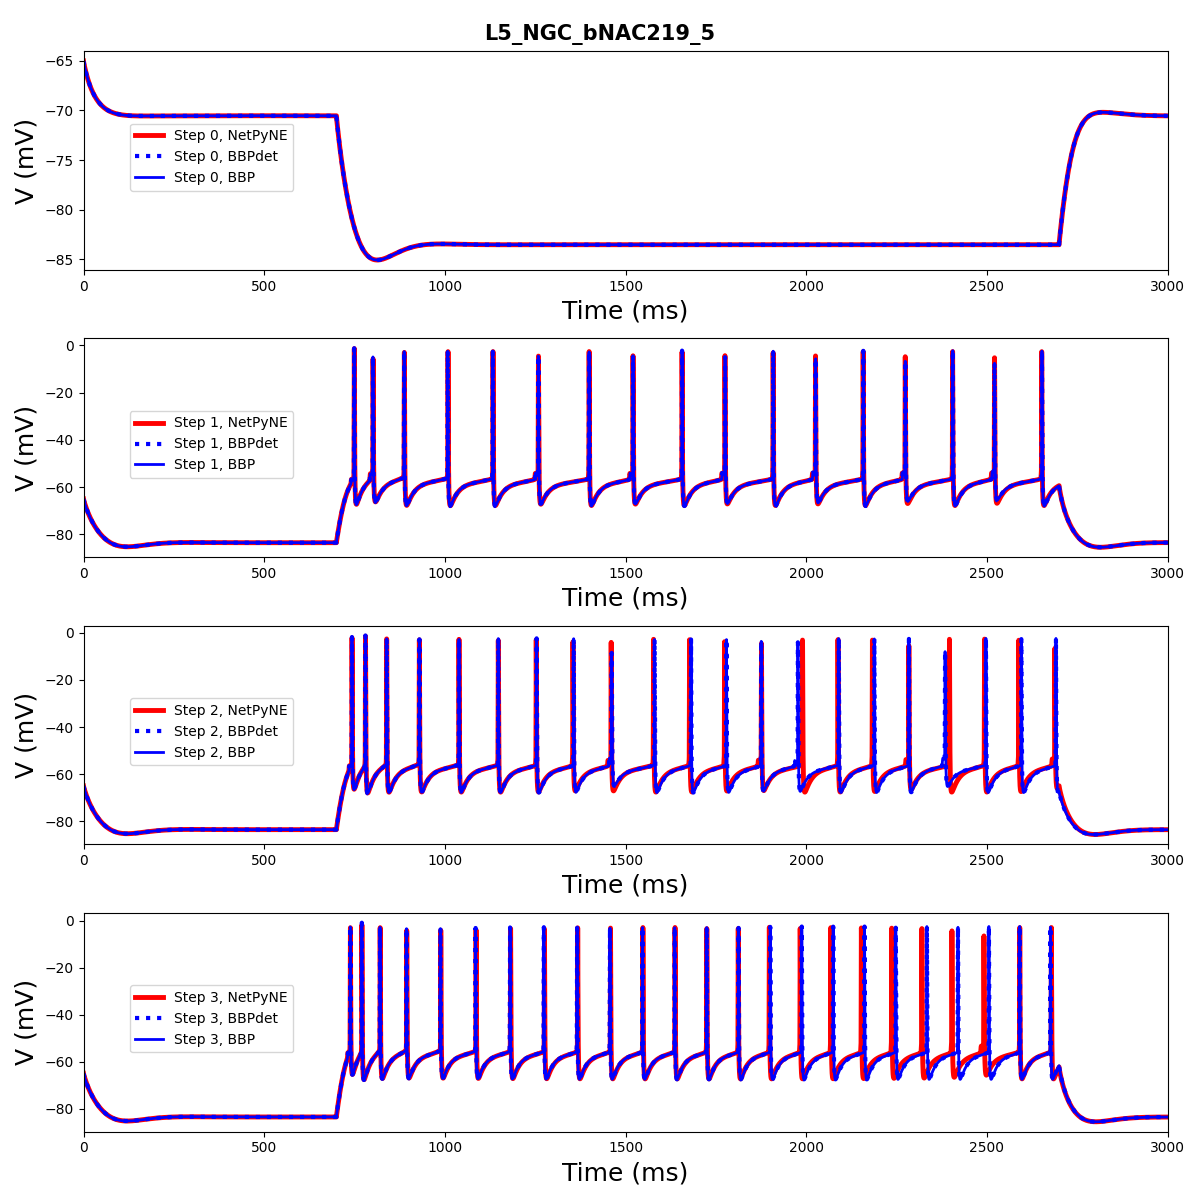 L5_NGC_bNAC219_5
−65
−70
−75
−80
−85
V (mV)
Step 0, NetPyNE
Step 0, BBPdet
Step 0, BBP
0 500 1000 1500 2000 2500 3000
Time (ms)
0
−20
−40
−60
−80
V (mV)
Step 1, NetPyNE
Step 1, BBPdet
Step 1, BBP
0 500 1000 1500 2000 2500 3000
Time (ms)
0
−20
−40
−60
−80
V (mV)
Step 2, NetPyNE
Step 2, BBPdet
Step 2, BBP
0 500 1000 1500 2000 2500 3000
Time (ms)
0
−20
−40
−60
−80
V (mV)
Step 3, NetPyNE
Step 3, BBPdet
Step 3, BBP
0 500 1000 1500 2000 2500 3000
Time (ms)